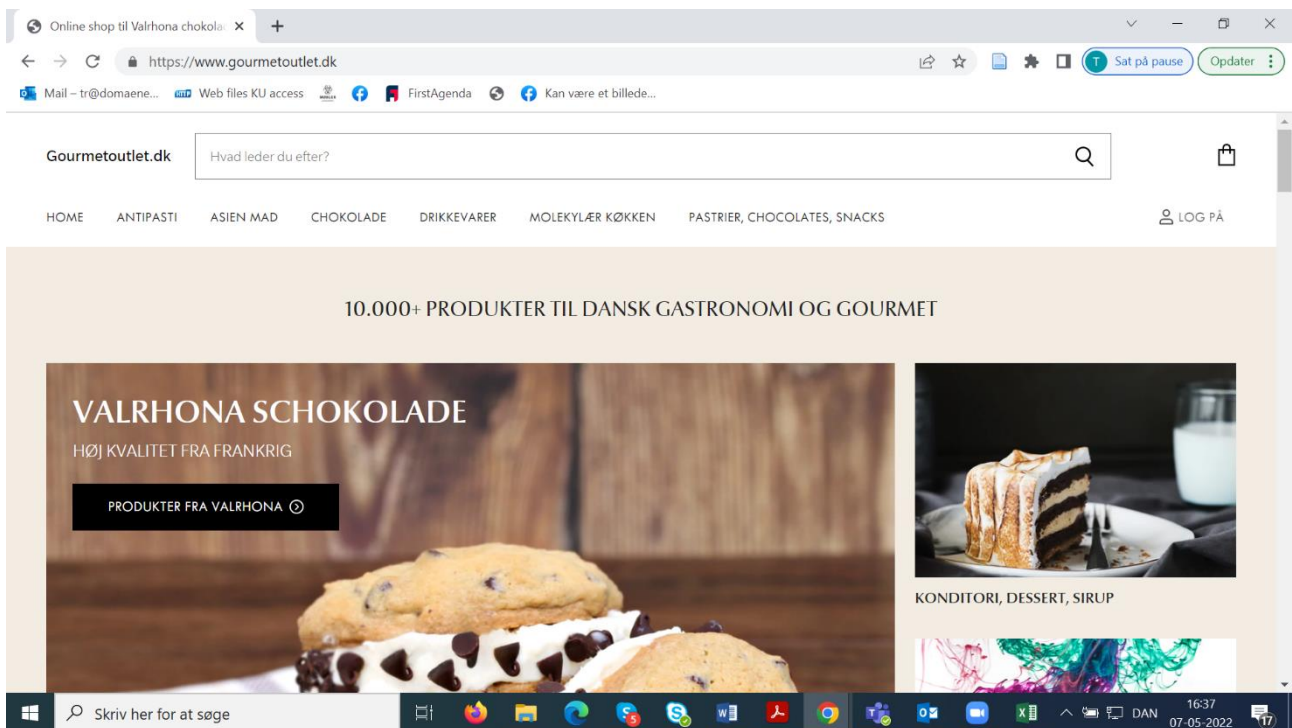 Online shop til Valrhona chokola
https://www.gourmetoutlet.dk
Sat på pause
Opdater
Mail – tr@domaene...
Web files KU access
FirstAgenda
Kan være et billede...
Gourmetoutlet.dk
Hvad leder du efter?
HOME ANTIPASTI ASIEN MAD CHOKOLADE DRIKKEVARER MOLEKYLÆR KØKKEN PASTRIER, CHOCOLATES, SNACKS
LOG PÅ
10.000+ PRODUKTER TIL DANSK GASTRONOMI OG GOURMET
VALRHONA SCHOKOLADE
HØJ KVALITET FRA FRANKRIG
PRODUKTER FRA VALRHONA
KONDITORI, DESSERT, SIRUP
Skriv her for at søge
DAN
16:37
07-05-2022
17